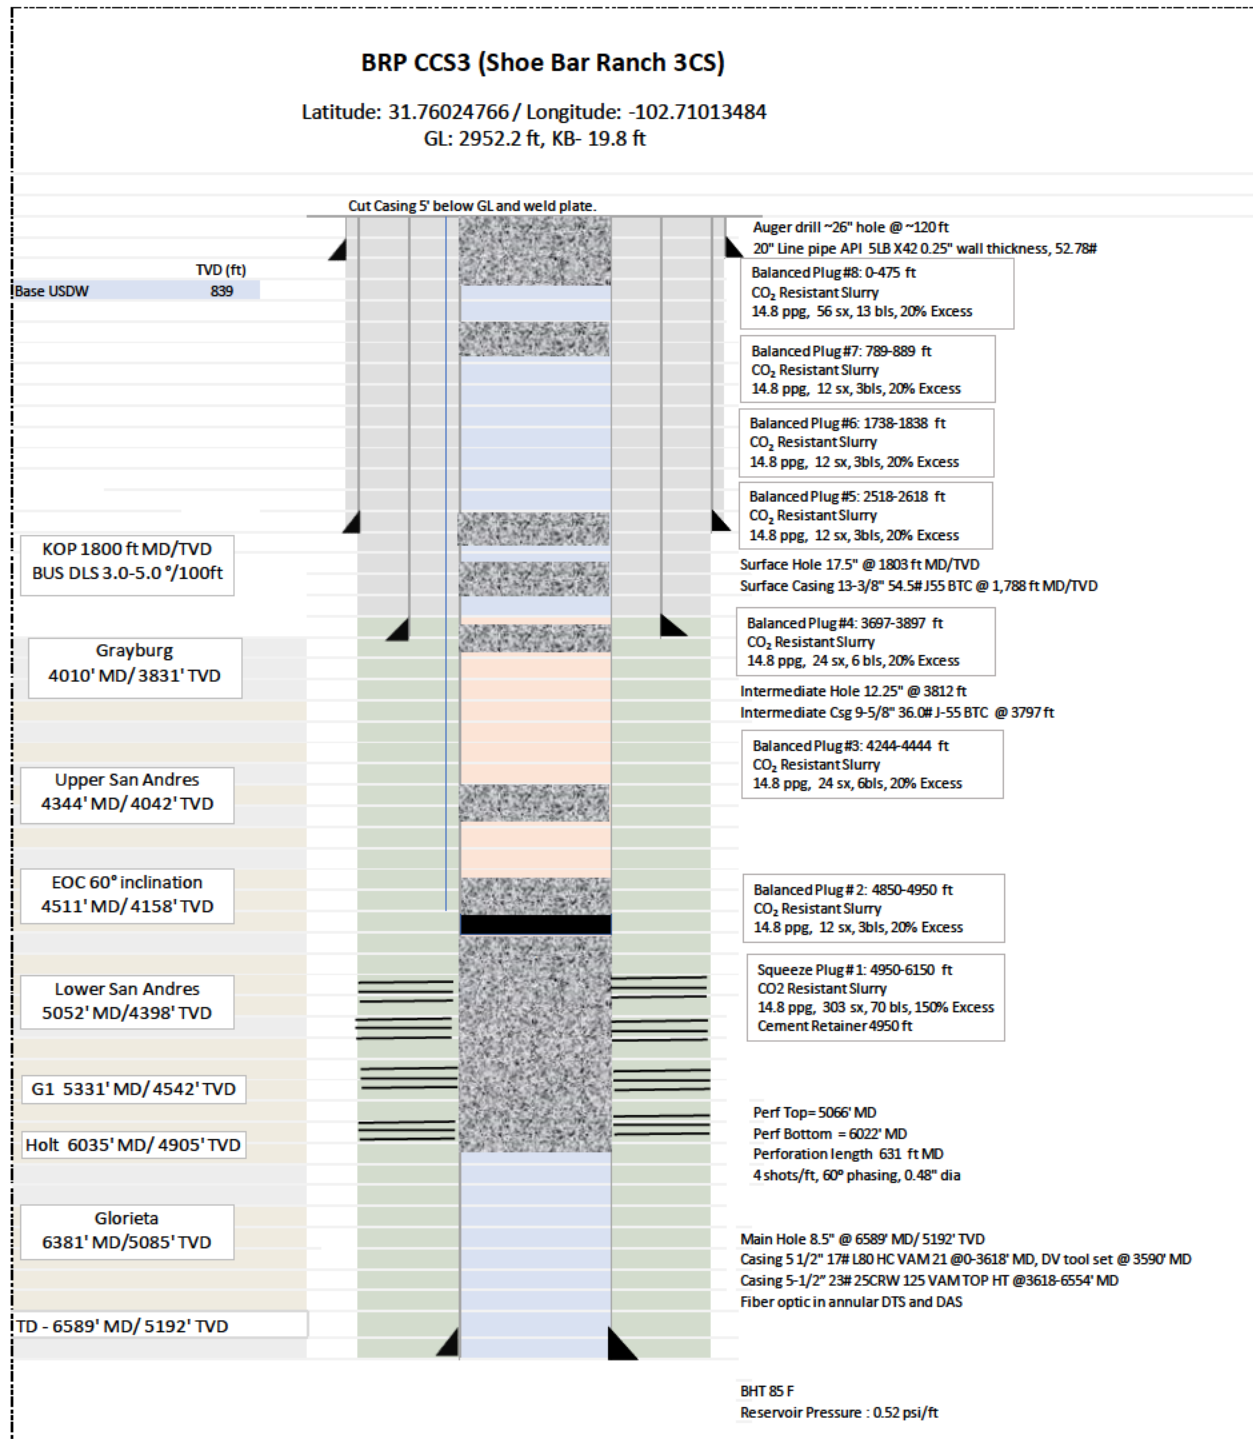 BRP CCS3 (Shoe Bar Ranch 3CS)
Latitude: 31.76024766 / Longitude: -102.71013484
GL: 2952.2 ft, KB- 19.8 ft
Cut Casing 5' below GL and weld plate.
TVD (ft)
Base USDW 839
KOP 1800 ft MD/TVD
BUS DLS 3.0-5.0 °/100ft
Grayburg
4010' MD/ 3831' TVD
Upper San Andres
4344' MD/ 4042' TVD
EOC 60° inclination
4511' MD/ 4158' TVD
Lower San Andres
5052' MD/4398' TVD
G1 5331' MD/ 4542' TVD
Holt 6035' MD/ 4905' TVD
Glorieta
6381' MD/5085' TVD
TD - 6589' MD/ 5192' TVD
Auger drill ~26" hole @ ~120 ft
20" Line pipe API 5LB X42 0.25" wall thickness, 52.78#
Balanced Plug#8: 0-475 ft
CO₂ Resistant Slurry
14.8 ppg, 56 sx, 13 bls, 20% Excess
Balanced Plug#7: 789-889 ft
CO₂ Resistant Slurry
14.8 ppg, 12 sx, 3bls, 20% Excess
Balanced Plug#6: 1738-1838 ft
CO₂ Resistant Slurry
14.8 ppg, 12 sx, 3bls, 20% Excess
Balanced Plug#5: 2518-2618 ft
CO₂ Resistant Slurry
14.8 ppg, 12 sx, 3bls, 20% Excess
Surface Hole 17.5" @ 1803 ft MD/TVD
Surface Casing 13-3/8" 54.5# J55 BTC @ 1,788 ft MD/TVD
Balanced Plug#4: 3697-3897 ft
CO₂ Resistant Slurry
14.8 ppg, 24 sx, 6 bls, 20% Excess
Intermediate Hole 12.25" @ 3812 ft
Intermediate Csg 9-5/8" 36.0# J-55 BTC @ 3797 ft
Balanced Plug#3: 4244-4444 ft
CO₂ Resistant Slurry
14.8 ppg, 24 sx, 6bls, 20% Excess
Balanced Plug# 2: 4850-4950 ft
CO₂ Resistant Slurry
14.8 ppg, 12 sx, 3bls, 20% Excess
Squeeze Plug# 1: 4950-6150 ft
CO2 Resistant Slurry
14.8 ppg, 303 sx, 70 bls, 150% Excess
Cement Retainer 4950 ft
Perf Top= 5066' MD
Perf Bottom = 6022' MD
Perforation length 631 ft MD
4 shots/ft, 60° phasing, 0.48" dia
Main Hole 8.5" @ 6589' MD/ 5192' TVD
Casing 5 1/2" 17# L80 HC VAM 21 @0-3618' MD, DV tool set @ 3590' MD
Casing 5-1/2" 23# 25CRW 125 VAM TOP HT @3618-6554' MD
Fiber optic in annular DTS and DAS
BHT 85 F
Reservoir Pressure : 0.52 psi/ft